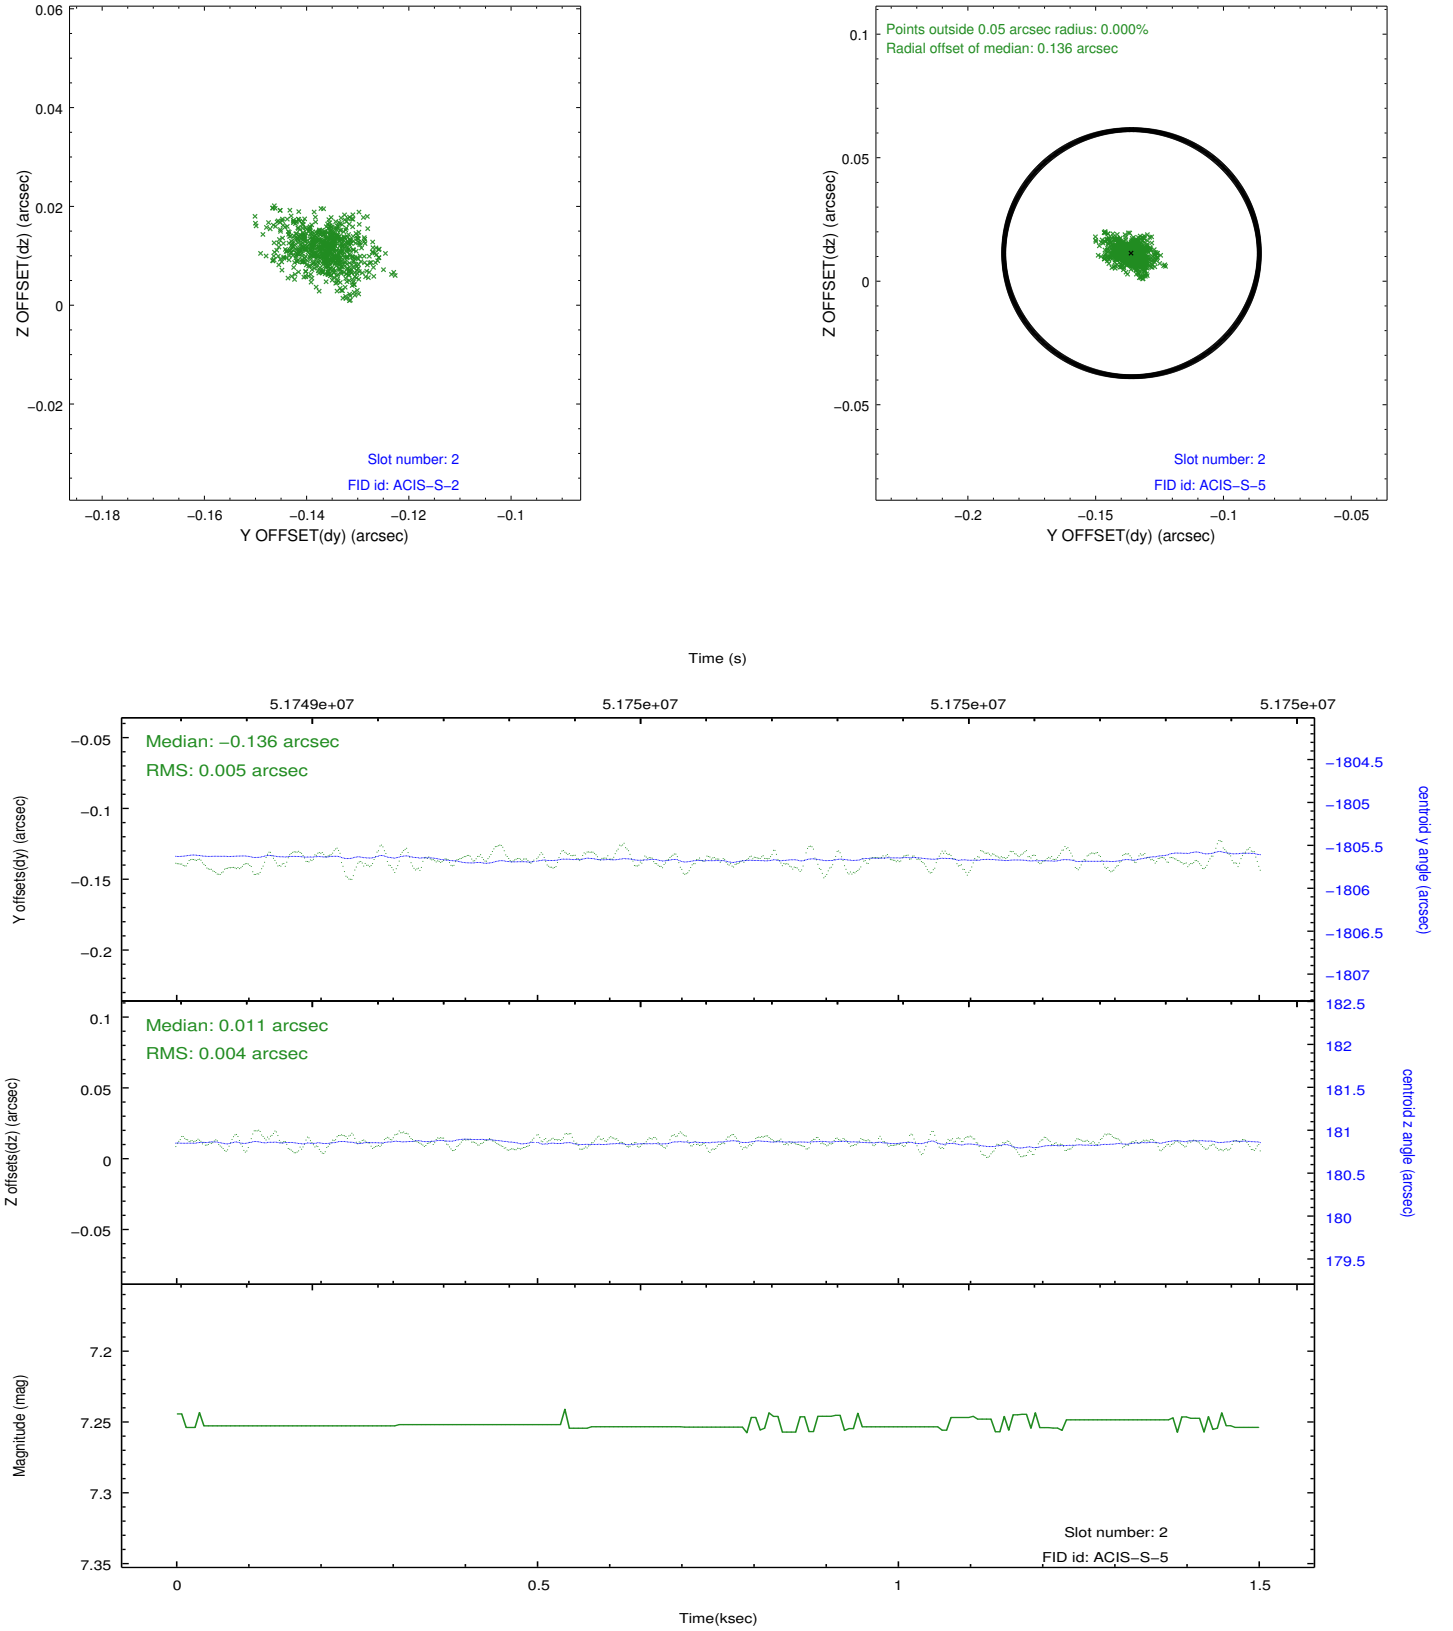 0.06
0.04
0.02
0
−0.02
Z OFFSET(dz) (arcsec)
Slot number: 2
FID id: ACIS−S−2
−0.18
−0.16
−0.14
−0.12
−0.1
Y OFFSET(dy) (arcsec)
Points outside 0.05 arcsec radius: 0.000%
Radial offset of median: 0.136 arcsec
0.1
0.05
0
−0.05
Z OFFSET(dz) (arcsec)
Slot number: 2
FID id: ACIS−S−5
−0.2
−0.15
−0.1
−0.05
Y OFFSET(dy) (arcsec)
Time (s)
5.1749e+07
5.175e+07
5.175e+07
5.175e+07
Median: −0.136 arcsec
RMS: 0.005 arcsec
−0.05
−0.1
−0.15
−0.2
Y offsets(dy) (arcsec)
−1804.5
−1805
−1805.5
−1806
−1806.5
−1807
centroid y angle (arcsec)
Median: 0.011 arcsec
RMS: 0.004 arcsec
0.1
0.05
0
−0.05
Z offsets(dz) (arcsec)
182.5
182
181.5
181
180.5
180
179.5
centroid z angle (arcsec)
7.2
7.25
7.3
7.35
Magnitude (mag)
Slot number: 2
FID id: ACIS−S−5
0
0.5
1
1.5
Time(ksec)